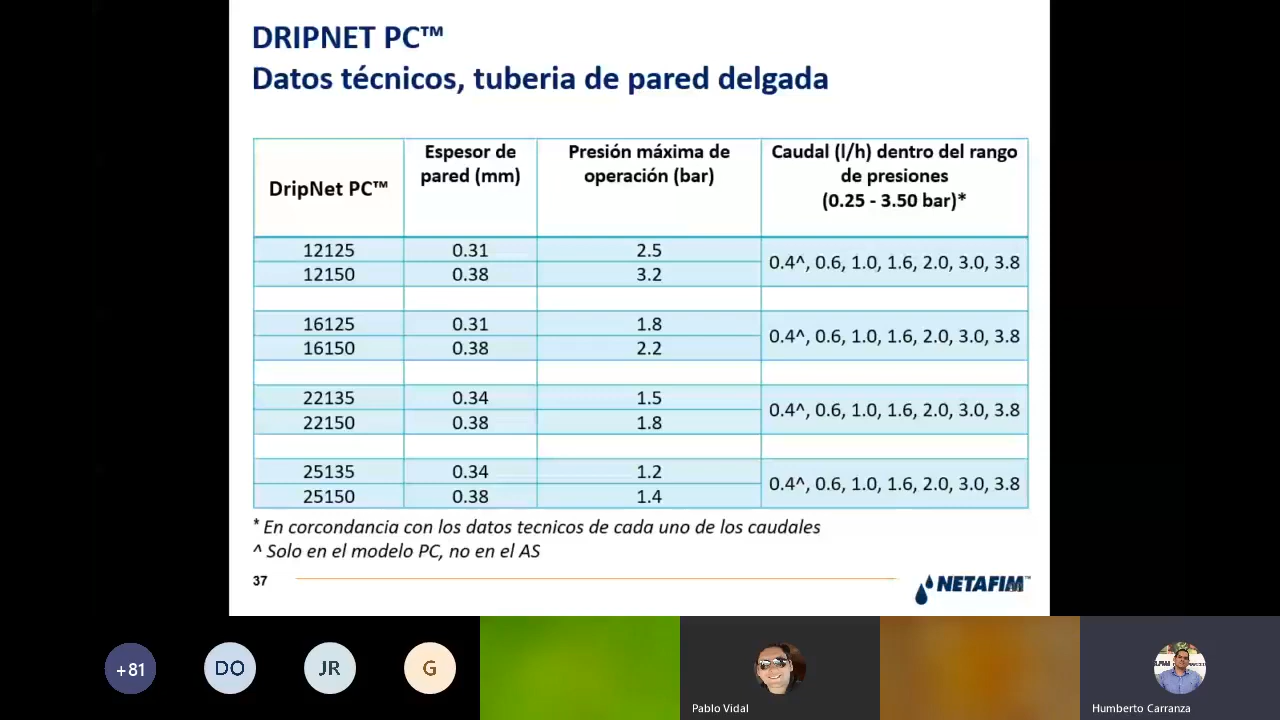 DRIPNET PC™
Datos técnicos, tuberia de pared delgada
DripNet PC™
Espesor de
pared (mm)
Presión máxima de
operación (bar)
Caudal (l/h) dentro del rango
de presiones
(0.25 - 3.50 bar)*
12125 0.31 2.5
0.4^, 0.6, 1.0, 1.6, 2.0, 3.0, 3.8
12150 0.38 3.2
16125 0.31 1.8
0.4^, 0.6, 1.0, 1.6, 2.0, 3.0, 3.8
16150 0.38 2.2
22135 0.34 1.5
0.4^, 0.6, 1.0, 1.6, 2.0, 3.0, 3.8
22150 0.38 1.8
25135 0.34 1.2
0.4^, 0.6, 1.0, 1.6, 2.0, 3.0, 3.8
25150 0.38 1.4
* En corcondancia con los datos tecnicos de cada uno de los caudales
^ Solo en el modelo PC, no en el AS
37
NETAFIM™
+81
DO
JR
G
Pablo Vidal
Humberto Carranza